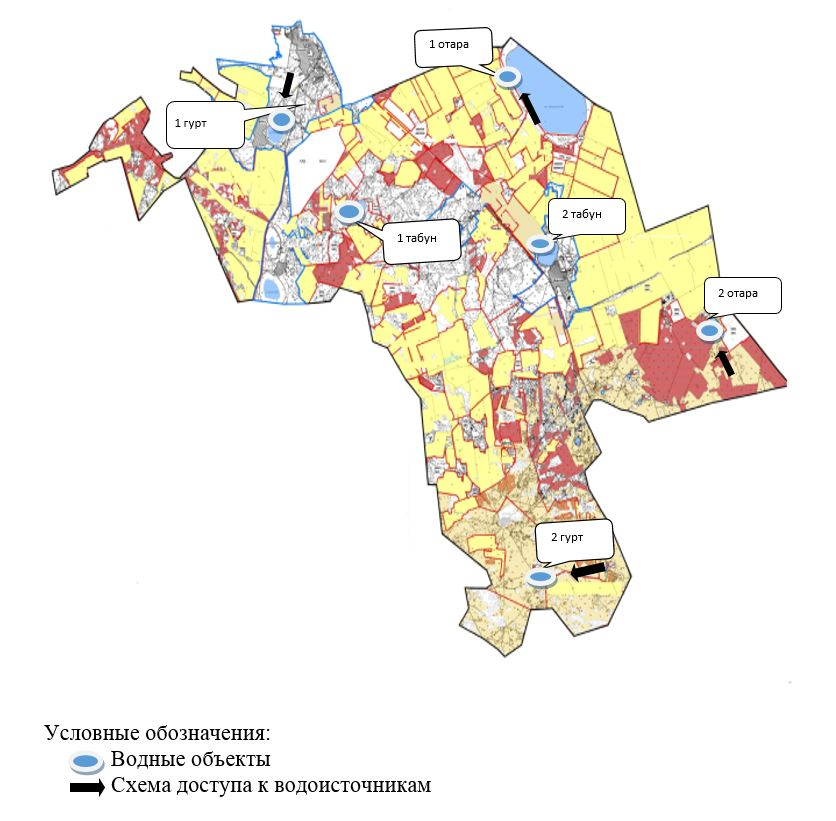 1 отара
1 гурт
2 табун
1 табун
2 отара
2 гурт
Условные обозначения:
Водные объекты
Схема доступа к водоисточникам